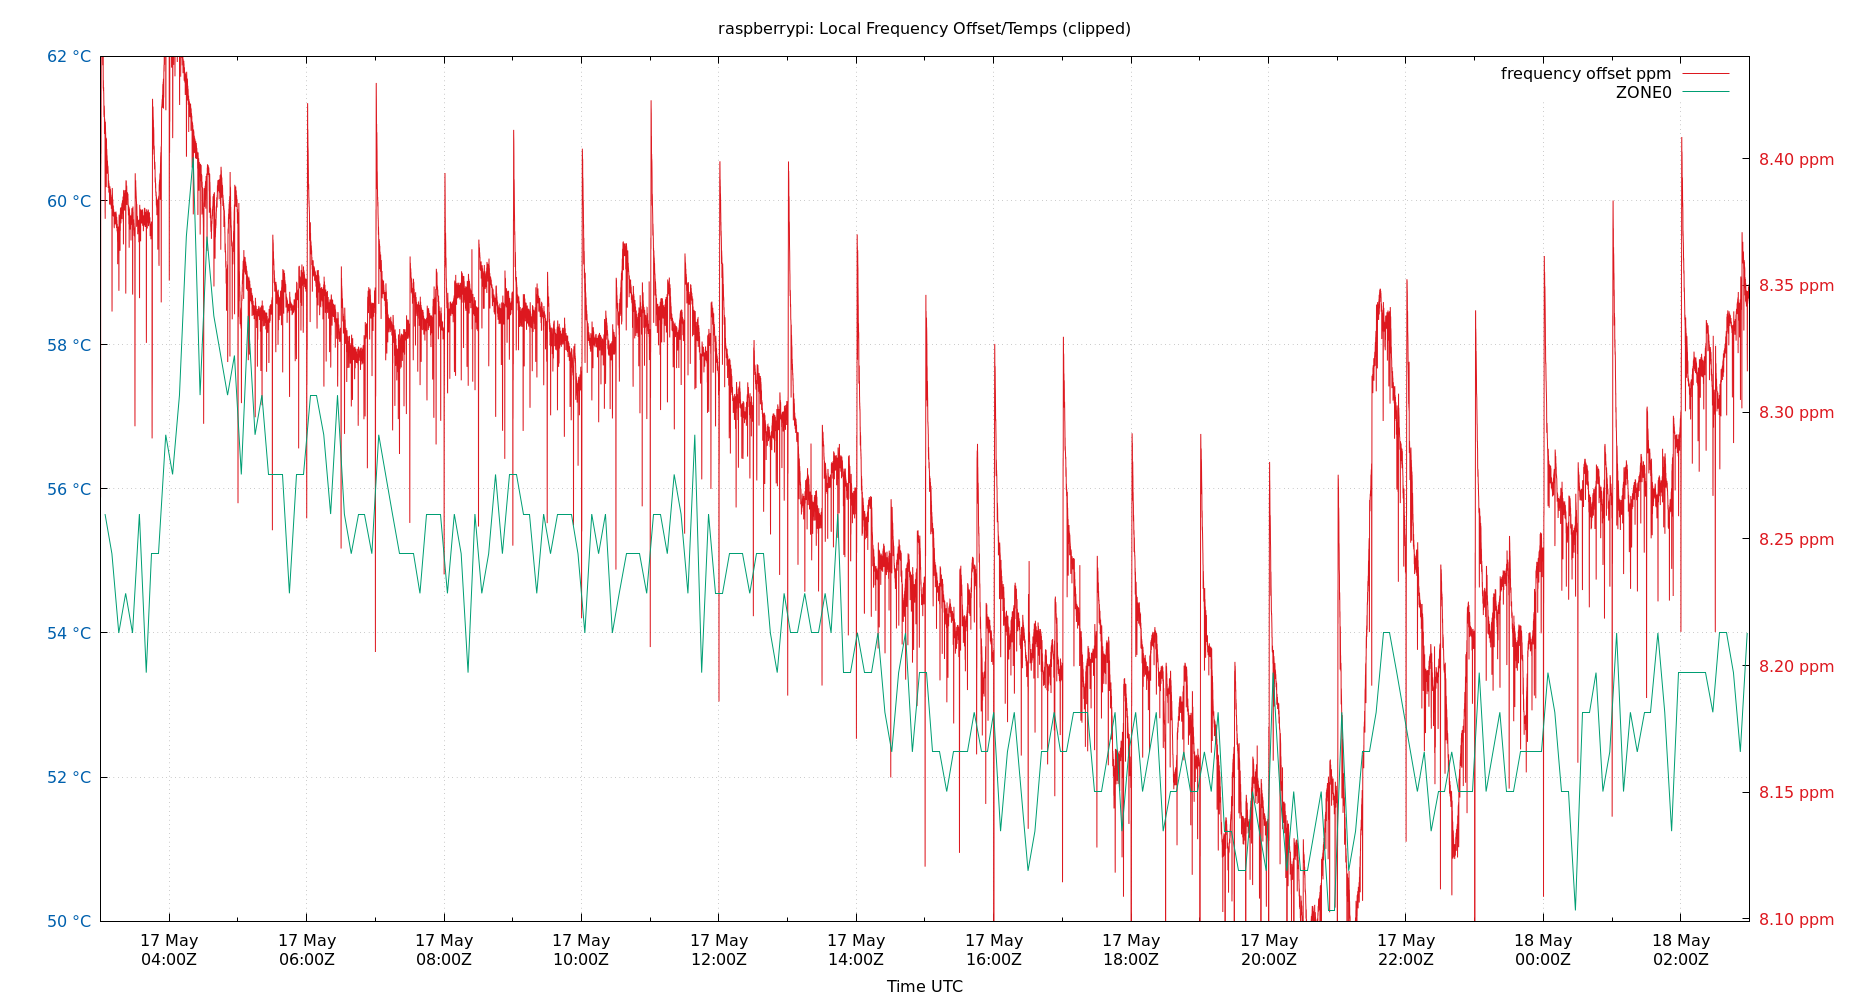 raspberrypi: Local Frequency Offset/Temps (clipped)
frequency offset ppm
ZONE0
62 °C
60 °C
58 °C
56 °C
54 °C
52 °C
50 °C
8.40 ppm
8.35 ppm
8.30 ppm
8.25 ppm
8.20 ppm
8.15 ppm
8.10 ppm
17 May 17 May 17 May 17 May 17 May 17 May 17 May 17 May 17 May 17 May 18 May 18 May
04:00Z 06:00Z 08:00Z 10:00Z 12:00Z 14:00Z 16:00Z 18:00Z 20:00Z 22:00Z 00:00Z 02:00Z
Time UTC